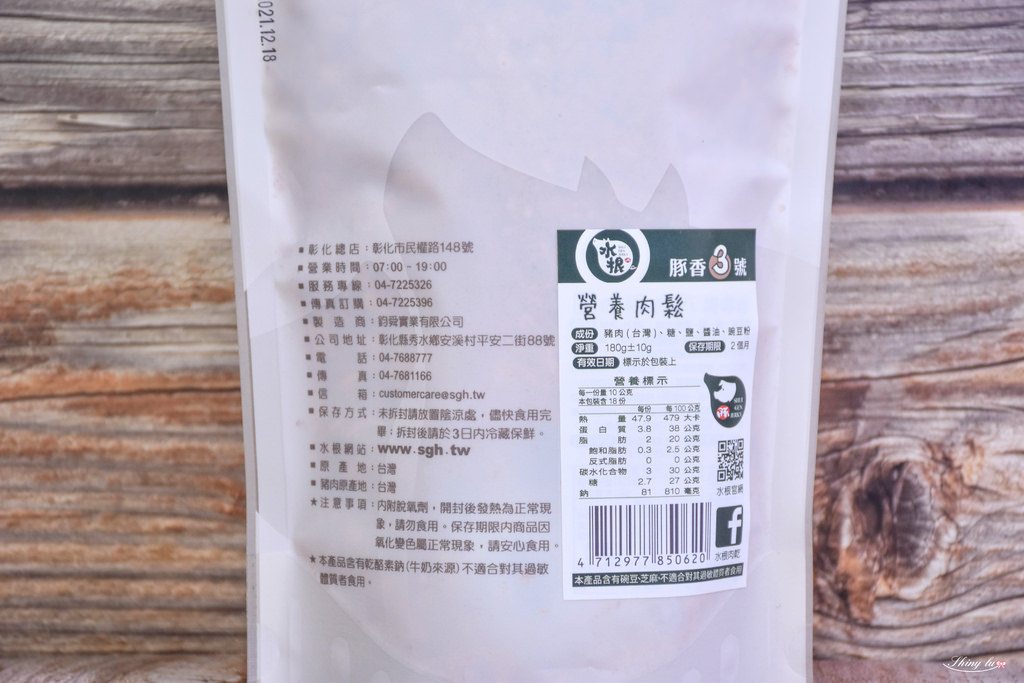 021.12.18
▪彰化總店：彰化市民權路148號
▪營業時間：07:00-19:00
▪服務專線：04-7225326
▪傳真訂購：04-7225396
▪製造商：鈞舜實業有限公司
▪公司地址：彰化縣秀水鄉安溪村平安二街88號
▪電話：04-7688777
▪傳真：04-7681166
▪信箱：customercare@sgh.tw
▪保存方式：未拆封請放置陰涼處，儘快食用完
畢；拆封後請於3日內冷藏保鮮。
▪水根網站：www.sgh.tw
▪原產地：台灣
▪豬肉原產地：台灣
★注意事項：內附脫氧劑，開封後發熱為正常現
象，請勿食用。保存期限內商品因
氧化變色屬正常現象，請安心食用。
★本產品含有乾酪素鈉(牛奶來源)不適合對其過敏
體質者食用。
水根
豚香3號
營養肉鬆
成份 豬肉(台灣)、糖、鹽、醬油、豌豆粉
淨重 180g±10g 保存期限 2個月
有效日期 標示於包裝上
營養標示
每一份量 10 公克
本包裝含 18 份
每份 每100公克
熱量 47.9 479 大卡
蛋白質 3.8 38 公克
脂肪 2 20 公克
飽和脂肪 0.3 2.5 公克
反式脂肪 0 0 公克
碳水化合物 3 30 公克
糖 2.7 27 公克
鈉 81 810 毫克
SHUI
GEN
JERKY
水根官網
水根肉乾
4 712977 850620
本產品含有碗豆、芝麻、不適合對其過敏體質者食用
Shiny lu